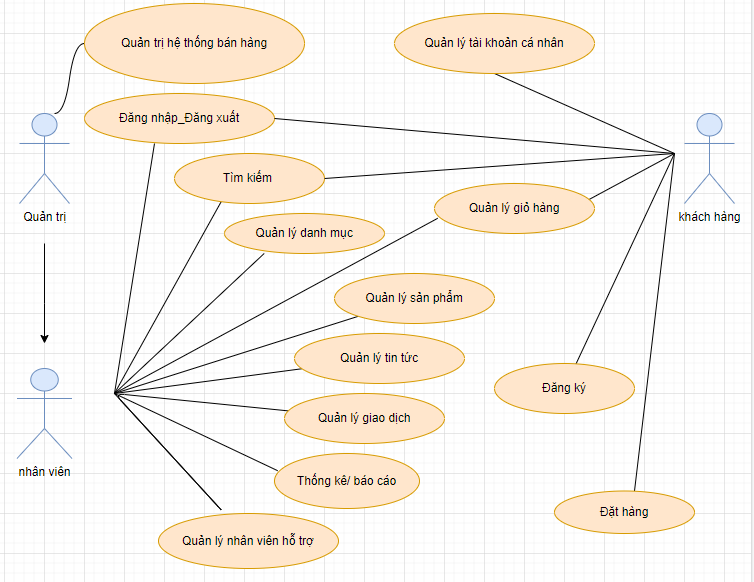 Quản trị hệ thống bán hàng
Quản lý tài khoản cá nhân
Đăng nhập_Đăng xuất
Tìm kiếm
Quản lý giỏ hàng
Quản trị
khách hàng
Quản lý danh mục
Quản lý sản phẩm
Quản lý tin tức
Đăng ký
Quản lý giao dịch
nhân viên
Thống kê/ báo cáo
Đặt hàng
Quản lý nhân viên hỗ trợ